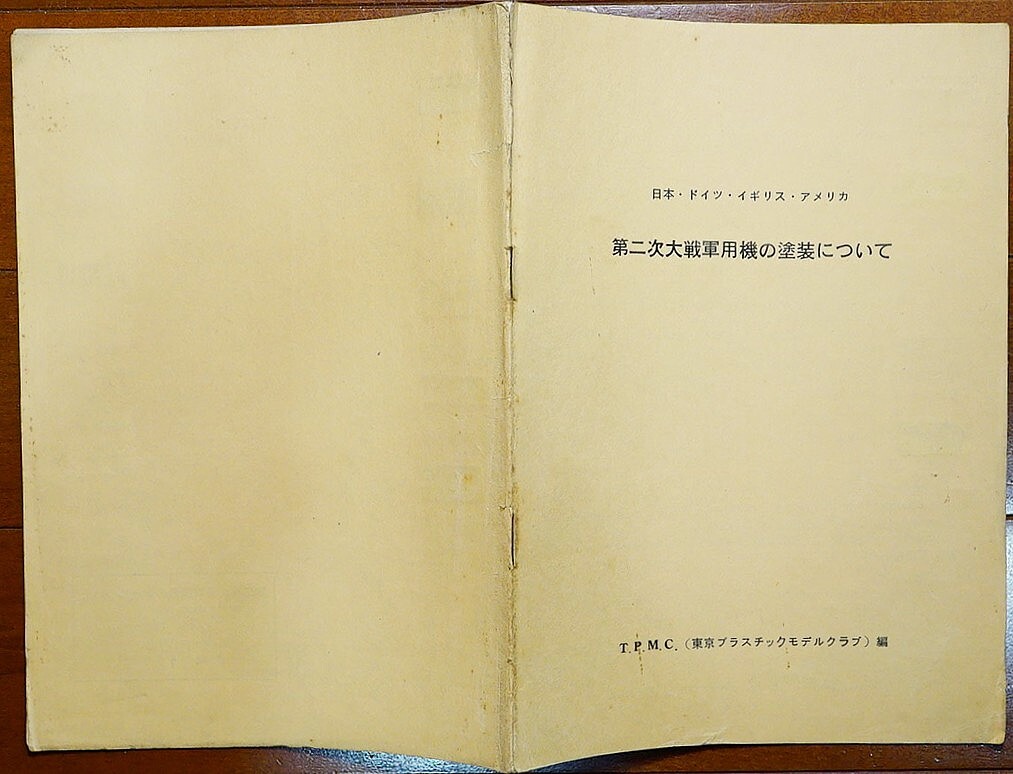 日本・ドイツ・イギリス・アメリカ
第二次大戦軍用機の塗装について
T.P.M.C.（東京プラスチックモデルクラブ）編